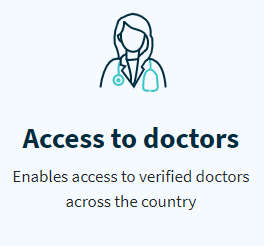 Access to doctors
Enables access to verified doctors
across the country